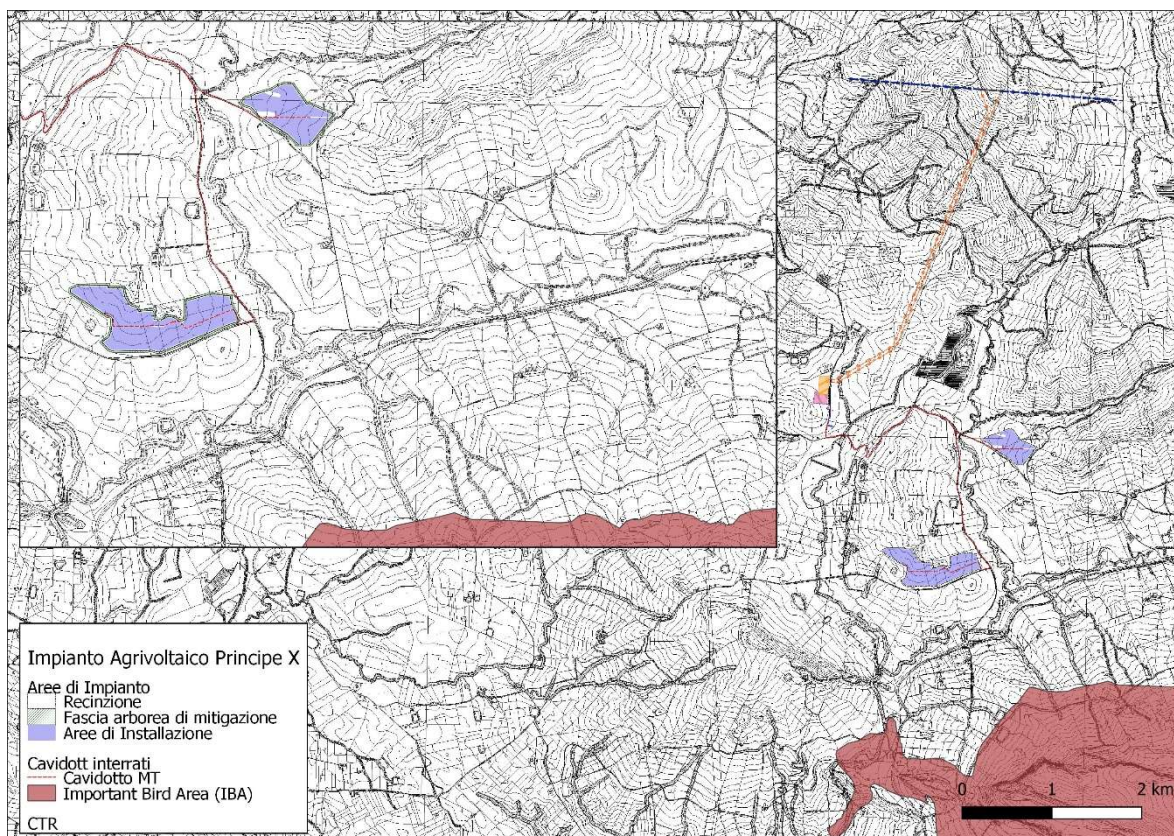 Impianto Agrivoltaico Principe X
Aree di Impianto
Recinzione
Fascia arborea di mitigazione
Aree di Installazione
Cavidott interrati
Cavidotto MT
Important Bird Area (IBA)
CTR
0 1 2 km